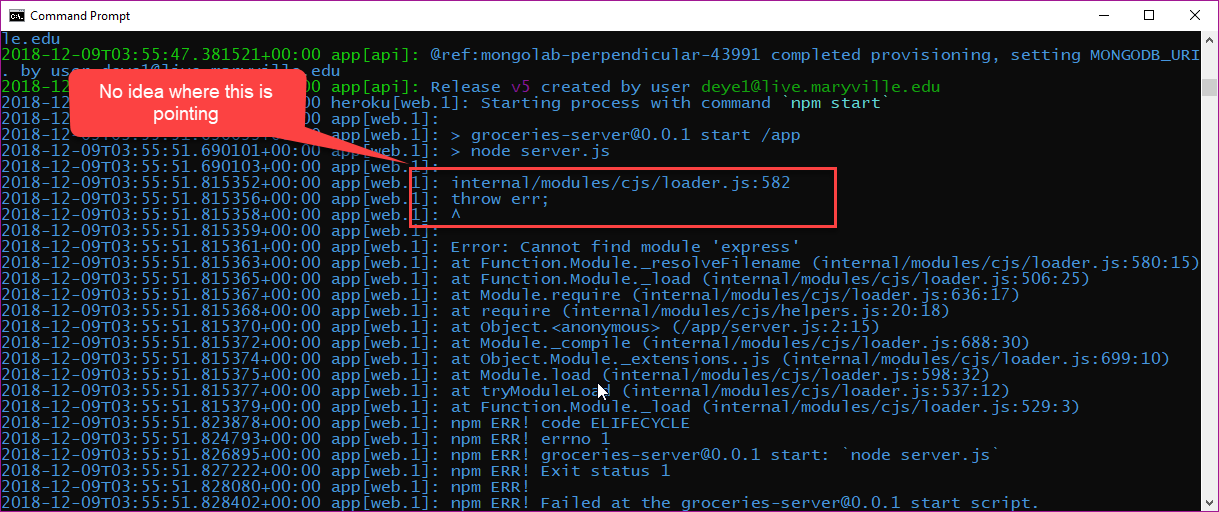 Command Prompt
le.edu
2018-12-09T03:55:47.381521+00:00 app[api]: @ref:mongolab-perpendicular-43991 completed provisioning, setting MONGODB_URI
. by user deye1@live.maryville.edu
2018-12- +00:00 app[api]: Release v5 created by user deye1@live.maryville.edu
2018-12- +00:00 heroku[web.1]: Starting process with command `npm start`
2018-12- +00:00 app[web.1]:
2018-12- +00:00 app[web.1]: > groceries-server@0.0.1 start /app
2018-12-09T03:55:51.690101+00:00 app[web.1]: > node server.js
2018-12-09T03:55:51.690103+00:00 app[web.1]:
2018-12-09T03:55:51.815352+00:00 app[web.1]: internal/modules/cjs/loader.js:582
2018-12-09T03:55:51.815356+00:00 app[web.1]: throw err;
2018-12-09T03:55:51.815358+00:00 app[web.1]: ^
2018-12-09T03:55:51.815359+00:00 app[web.1]:
2018-12-09T03:55:51.815361+00:00 app[web.1]: Error: Cannot find module 'express'
2018-12-09T03:55:51.815363+00:00 app[web.1]: at Function.Module._resolveFilename (internal/modules/cjs/loader.js:580:15)
2018-12-09T03:55:51.815365+00:00 app[web.1]: at Function.Module._load (internal/modules/cjs/loader.js:506:25)
2018-12-09T03:55:51.815367+00:00 app[web.1]: at Module.require (internal/modules/cjs/loader.js:636:17)
2018-12-09T03:55:51.815368+00:00 app[web.1]: at require (internal/modules/cjs/helpers.js:20:18)
2018-12-09T03:55:51.815370+00:00 app[web.1]: at Object.<anonymous> (/app/server.js:2:15)
2018-12-09T03:55:51.815372+00:00 app[web.1]: at Module._compile (internal/modules/cjs/loader.js:688:30)
2018-12-09T03:55:51.815374+00:00 app[web.1]: at Object.Module._extensions..js (internal/modules/cjs/loader.js:699:10)
2018-12-09T03:55:51.815375+00:00 app[web.1]: at Module.load (internal/modules/cjs/loader.js:598:32)
2018-12-09T03:55:51.815377+00:00 app[web.1]: at tryModuleLoad (internal/modules/cjs/loader.js:537:12)
2018-12-09T03:55:51.815379+00:00 app[web.1]: at Function.Module._load (internal/modules/cjs/loader.js:529:3)
2018-12-09T03:55:51.823878+00:00 app[web.1]: npm ERR! code ELIFECYCLE
2018-12-09T03:55:51.824793+00:00 app[web.1]: npm ERR! errno 1
2018-12-09T03:55:51.826895+00:00 app[web.1]: npm ERR! groceries-server@0.0.1 start: `node server.js`
2018-12-09T03:55:51.827222+00:00 app[web.1]: npm ERR! Exit status 1
2018-12-09T03:55:51.828080+00:00 app[web.1]: npm ERR!
2018-12-09T03:55:51.828402+00:00 app[web.1]: npm ERR! Failed at the groceries-server@0.0.1 start script.
No idea where this is
pointing